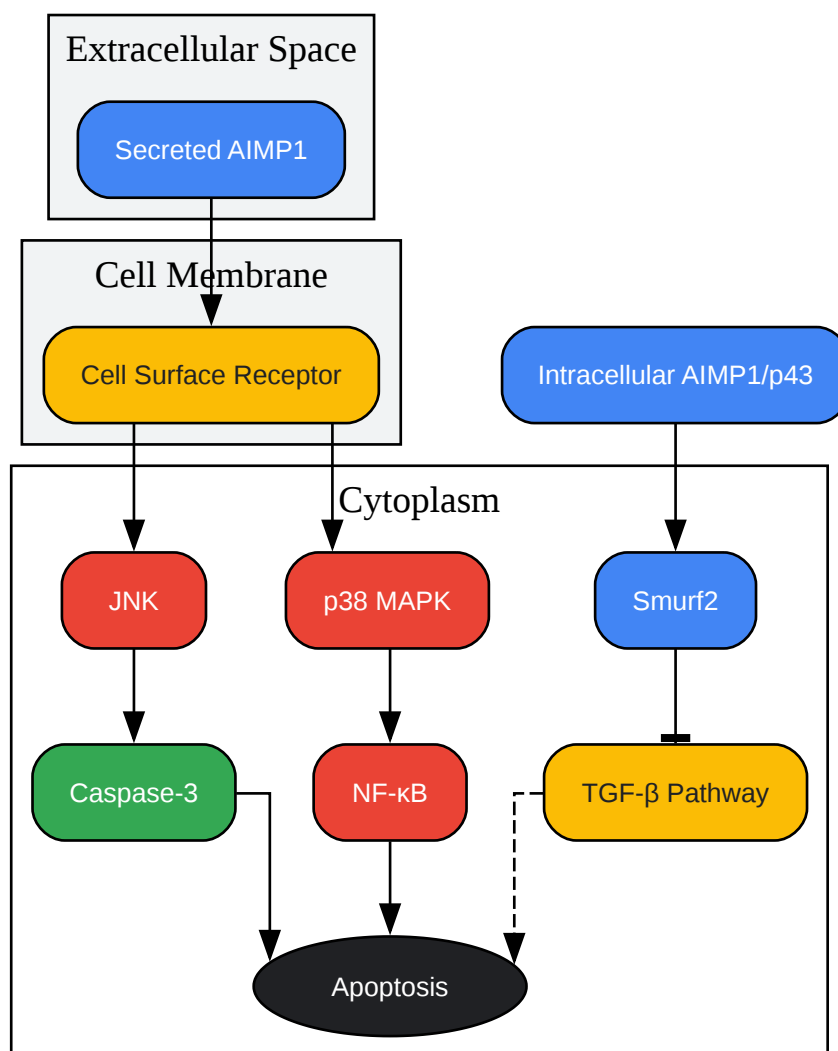 Extracellular Space
Secreted AIMP1
Cell Membrane
Cell Surface Receptor
Intracellular AIMP1/p43
Cytoplasm
JNK
p38 MAPK
Smurf2
Caspase-3
NF-κB
TGF-β Pathway
Apoptosis